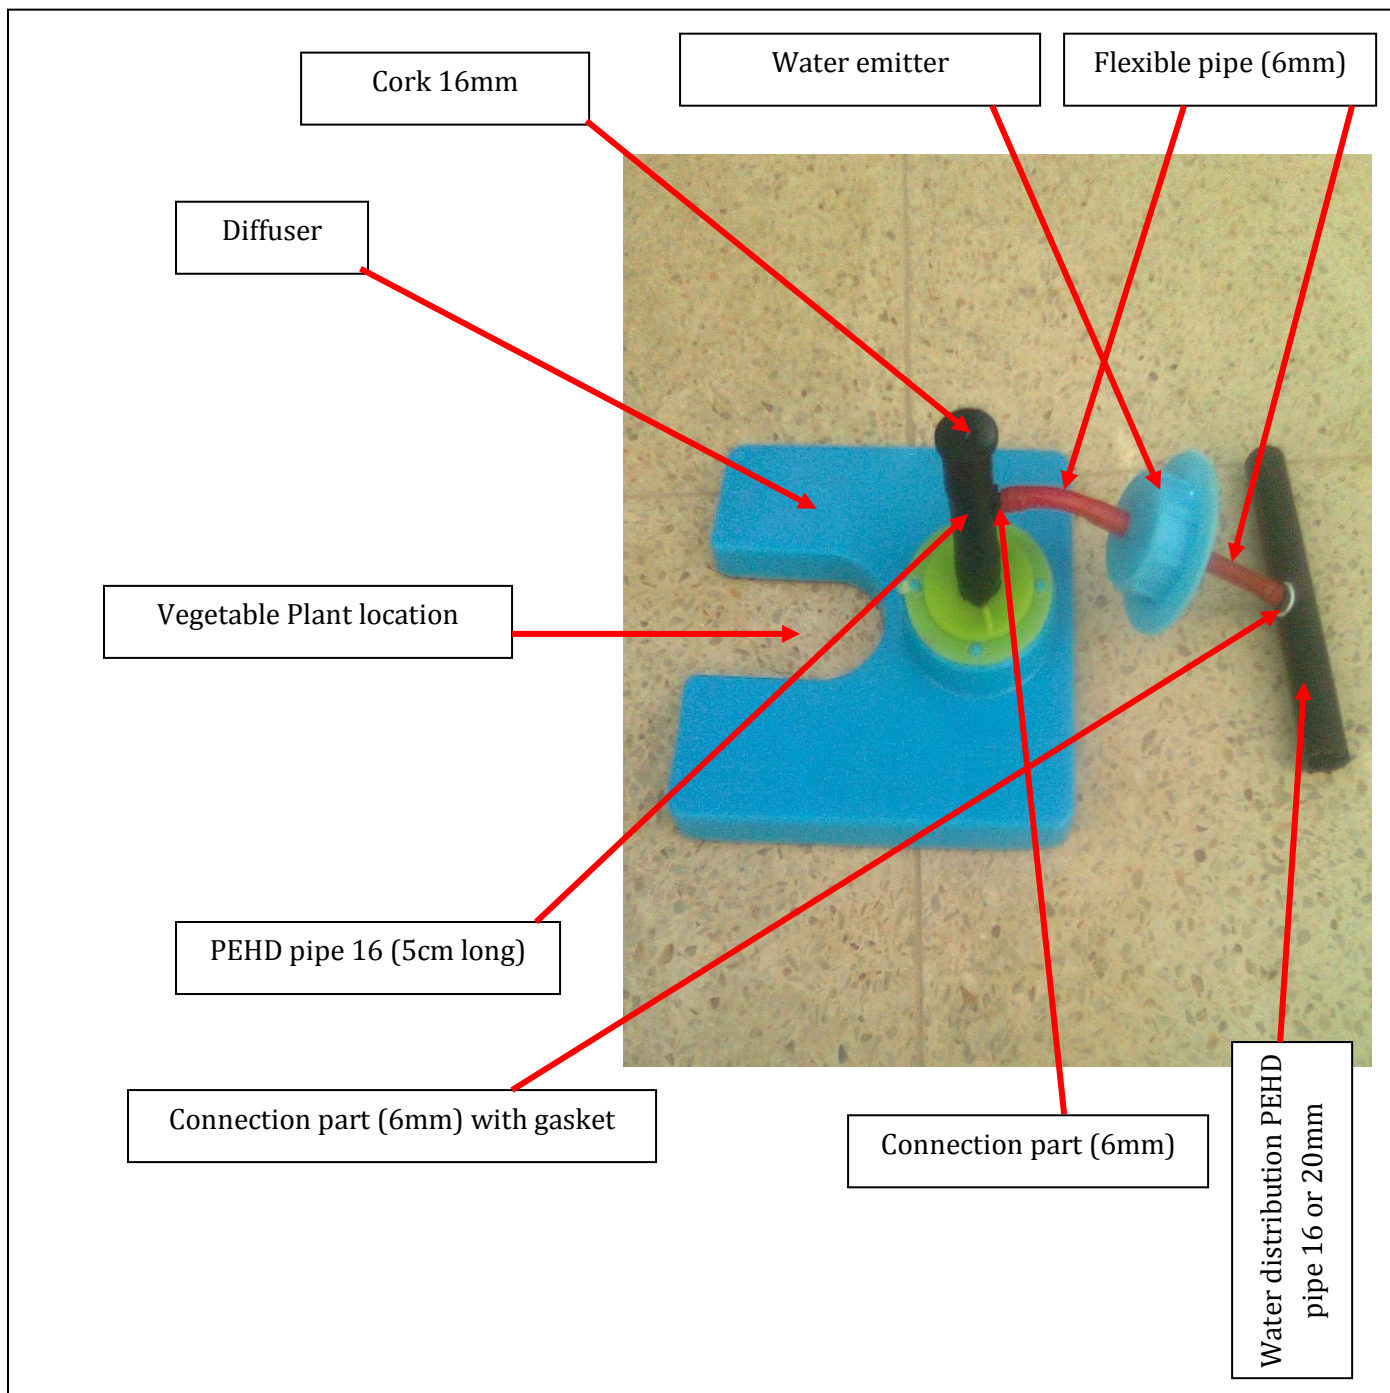 Cork 16mm
Water emitter
Flexible pipe (6mm)
Diffuser
Vegetable Plant location
PEHD pipe 16 (5cm long)
Connection part (6mm) with gasket
Connection part (6mm)
Water distribution PEHD
pipe 16 or 20mm